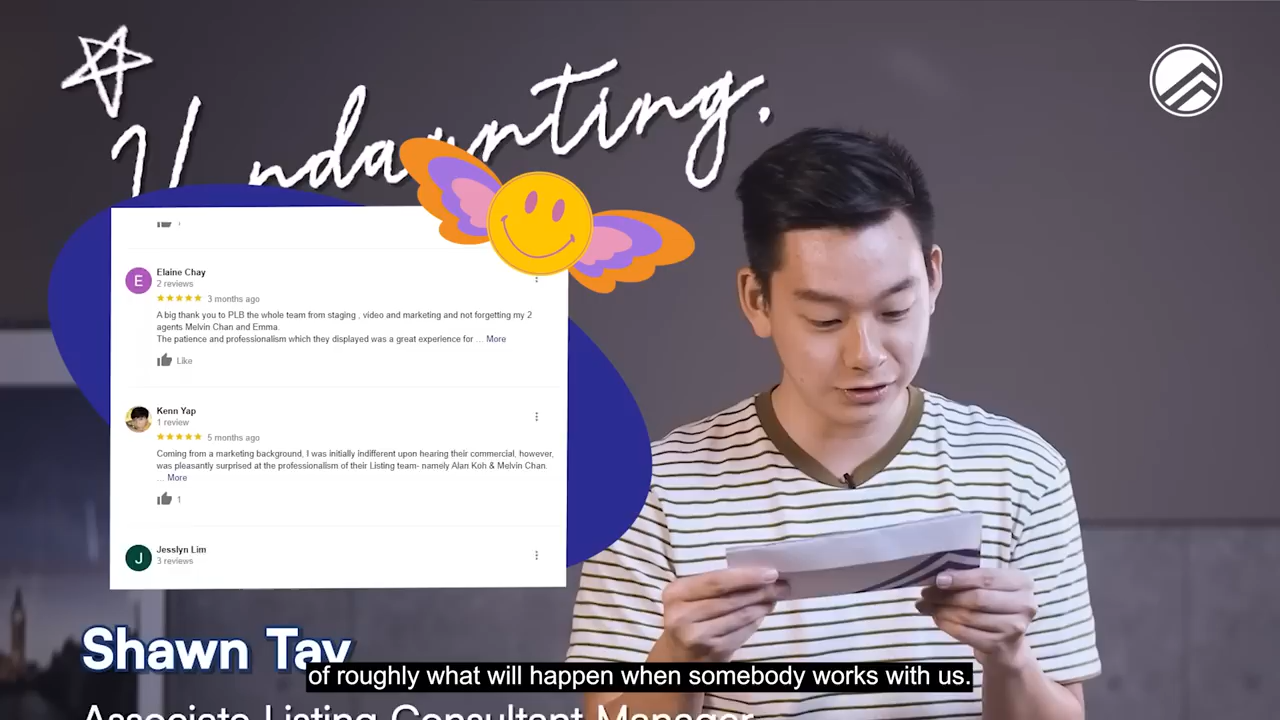 Undaunting,
Elaine Chay
2 reviews
3 months ago
A big thank you to PLB the whole team from staging , video and marketing and not forgetting my 2
agents Melvin Chan and Emma.
The patience and professionalism which they displayed was a great experience for ... More
Like
Kenn Yap
1 review
5 months ago
Coming from a marketing background, I was initially indifferent upon hearing their commercial, however,
was pleasantly surprised at the professionalism of their Listing team- namely Alan Koh & Melvin Chan.
... More
1
Jesslyn Lim
3 reviews
Shawn Tay
of roughly what will happen when somebody works with us.
Associate Listing Consultant Manager